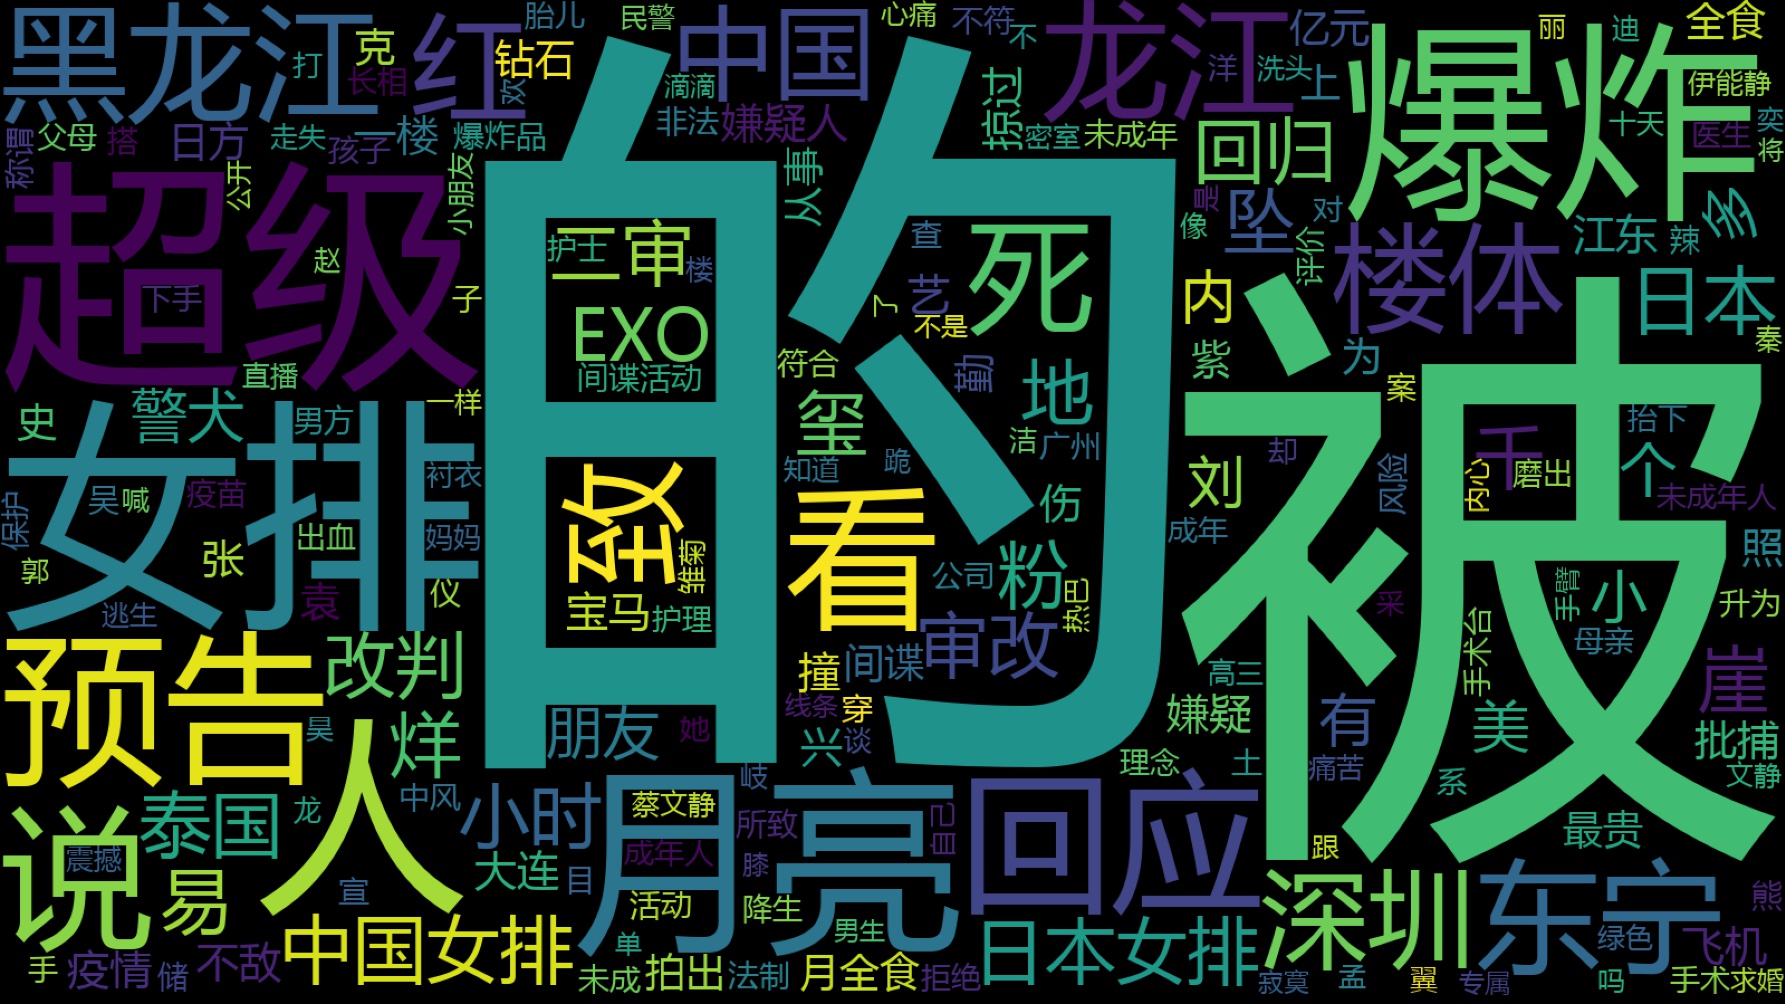 黑龙江
红
胎儿
民警
心痛
不符
不
龙江
亿元
丽
迪
全食
克
钻石
中国
打
长相
欢
滴滴
掠过
洋
洗头
上
爆炸
伊能静
父母
搭
日方
走失
孩子
一楼
爆炸品
非法
嫌疑人
密室
未成年
回归
十天
医生
奕
将
称谓
公开
小朋友
从事
是
像
坠
对
评价
楼体
江东
辣
多
超级
赵
下手
子
的
二审
护士
楼
查
艺
了
不是
死
内
日本
EXO
间谍活动
符合
勤
地
紫
为
秦
直播
一样
史
警犬
女排
男方
衬衣
玺
知道
跪
洁
广州
却
案
千
抬下
个
保护
吴
喊
疫苗
出血
妈妈
致
雏菊
看
伤
刘
成年
风险
内心
磨出
未成年人
被
郭
张
逃生
袁
仪
宝马
护理
公司
粉
热巴
采
手术台
手臂
小
母亲
照
升为
预告
改判
撞
间谍
审改
高三
崖
人
昊
烊
朋友
她
线条
穿
兴
谈
理念
嫌疑
土
有
痛苦
美
系
批捕
文静
说
泰国
龙
中风
小时
月亮
岐
蔡文静
所致
自己
回应
跟
最贵
震撼
易
宣
大连
目
成年人
膝
活动
降生
深圳
东宁
熊
手
疫情
储
不敌
中国女排
单
未成
拍出
法制
男生
月全食
拒绝
日本女排
寂寞
孟
翼
专属
绿色
吗
飞机
手术求婚